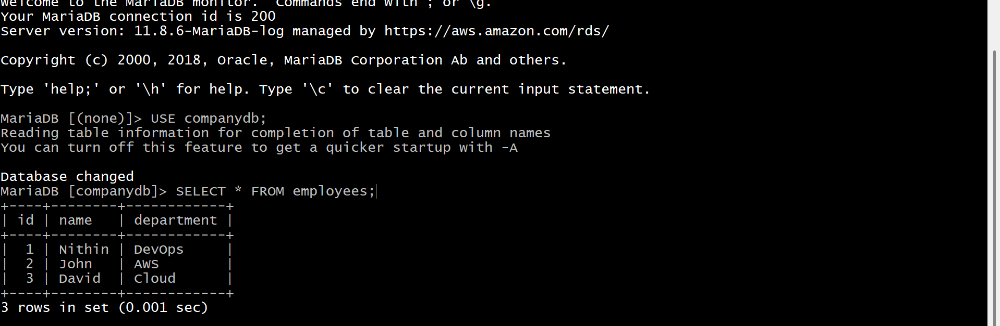 Welcome to the MariaDB monitor.  Commands end with ; or \g.
Your MariaDB connection id is 200
Server version: 11.8.6-MariaDB-log managed by https://aws.amazon.com/rds/

Copyright (c) 2000, 2018, Oracle, MariaDB Corporation Ab and others.

Type 'help;' or '\h' for help. Type '\c' to clear the current input statement.

MariaDB [(none)]> USE companydb;
Reading table information for completion of table and column names
You can turn off this feature to get a quicker startup with -A

Database changed
MariaDB [companydb]> SELECT * FROM employees;
+----+--------+------------+
| id | name   | department |
+----+--------+------------+
|  1 | Nithin | DevOps     |
|  2 | John   | AWS        |
|  3 | David  | Cloud      |
+----+--------+------------+
3 rows in set (0.001 sec)